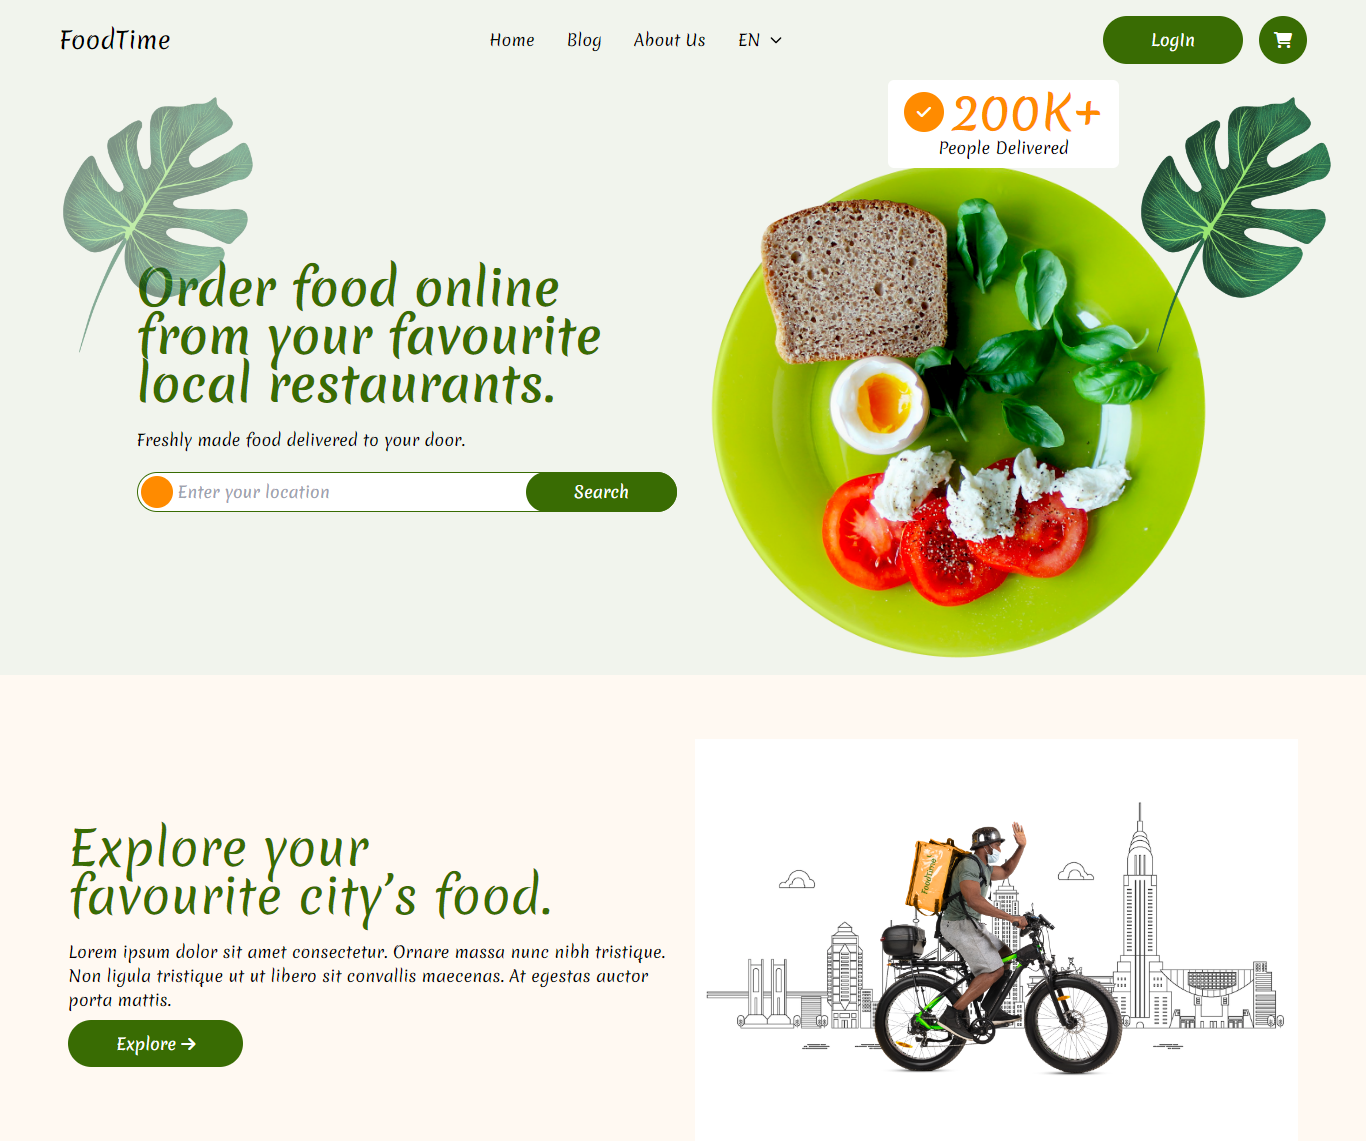 FoodTime
Home
Blog
About Us
EN
LogIn
200K+
People Delivered
Order food online
from your favourite
local restaurants.
Freshly made food delivered to your door.
Enter your location
Search
Explore your
favourite city's food.
Lorem ipsum dolor sit amet consectetur. Ornare massa nunc nibh tristique.
Non ligula tristique ut ut libero sit convallis maecenas. At egestas auctor
porta mattis.
Explore
FoodTime